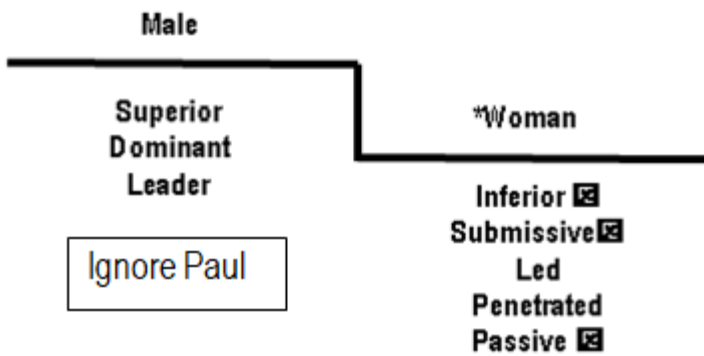 Male
Superior
Dominant
Leader
Ignore Paul
*Woman
Inferior
Submissive
Led
Penetrated
Passive